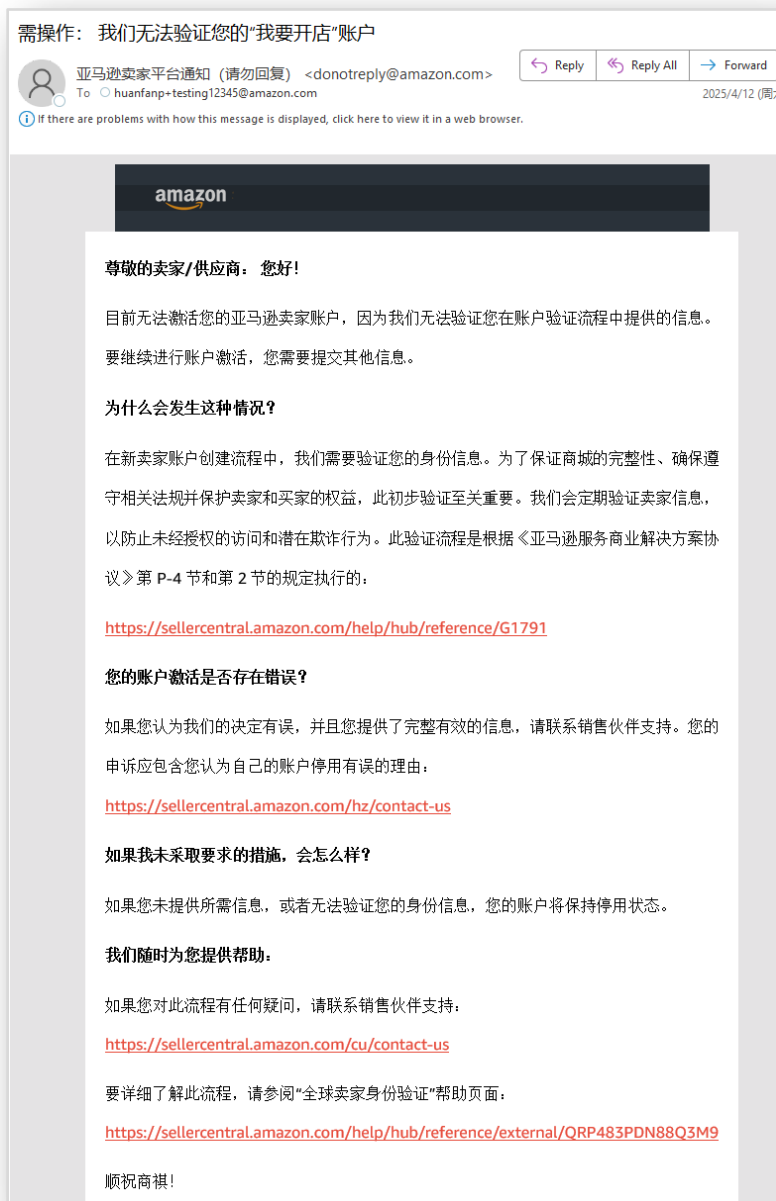 需操作： 我们无法验证您的“我要开店”账户
亚马逊卖家平台通知（请勿回复） <donotreply@amazon.com>
Reply
Reply All
Forward
To huanfanp+testing12345@amazon.com
2025/4/12 (周
If there are problems with how this message is displayed, click here to view it in a web browser.
amazon
尊敬的卖家/供应商： 您好！
目前无法激活您的亚马逊卖家账户，因为我们无法验证您在账户验证流程中提供的信息。
要继续进行账户激活，您需要提交其他信息。
为什么会发生这种情况？
在新卖家账户创建流程中，我们需要验证您的身份信息。为了保证商城的完整性、确保遵
守相关法规并保护卖家和买家的权益，此初步验证至关重要。我们会定期验证卖家信息，
以防止未经授权的访问和潜在欺诈行为。此验证流程是根据《亚马逊服务商业解决方案协
议》第 P-4 节和第 2 节的规定执行的：
https://sellercentral.amazon.com/help/hub/reference/G1791
您的账户激活是否存在错误？
如果您认为我们的决定有误，并且您提供了完整有效的信息，请联系销售伙伴支持。您的
申诉应包含您认为自己的账户停用有误的理由：
https://sellercentral.amazon.com/hz/contact-us
如果我未采取要求的措施，会怎么样？
如果您未提供所需信息，或者无法验证您的身份信息，您的账户将保持停用状态。
我们随时为您提供帮助：
如果您对此流程有任何疑问，请联系销售伙伴支持：
https://sellercentral.amazon.com/cu/contact-us
要详细了解此流程，请参阅“全球卖家身份验证”帮助页面：
https://sellercentral.amazon.com/help/hub/reference/external/QRP483PDN88Q3M9
顺祝商祺！